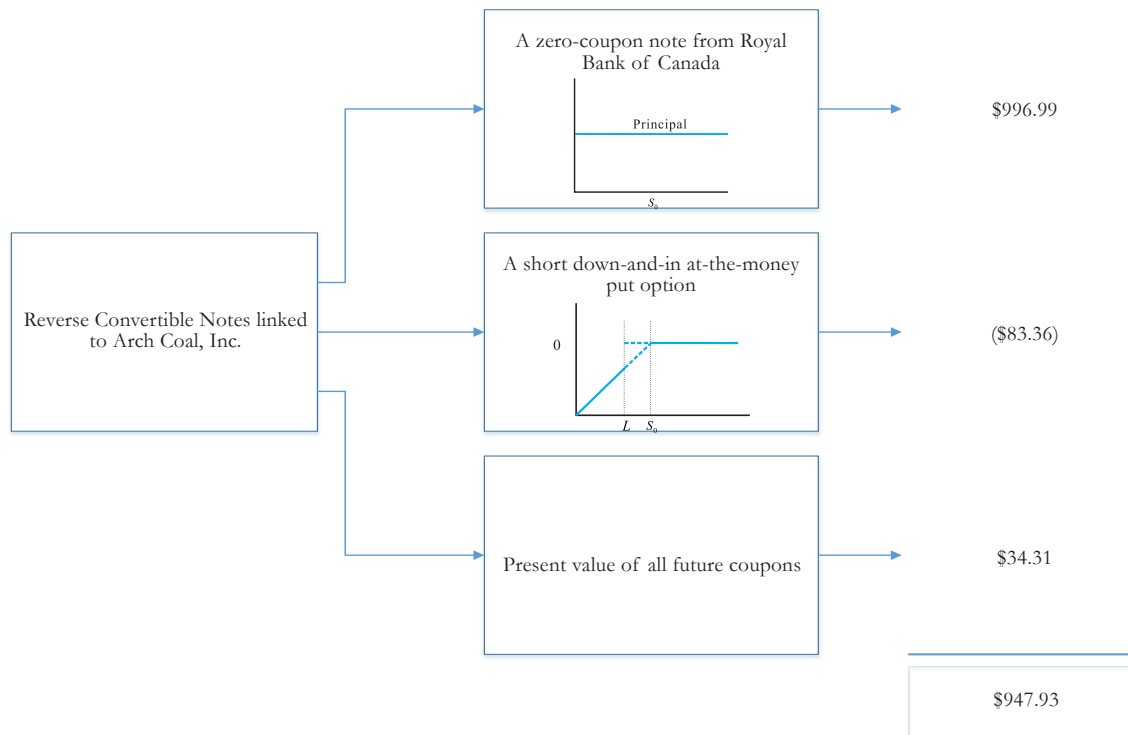 A zero-coupon note from Royal
Bank of Canada
Principal
S₀
$996.99
Reverse Convertible Notes linked
to Arch Coal, Inc.
A short down-and-in at-the-money
put option
0
L S₀
($83.36)
Present value of all future coupons
$34.31
$947.93